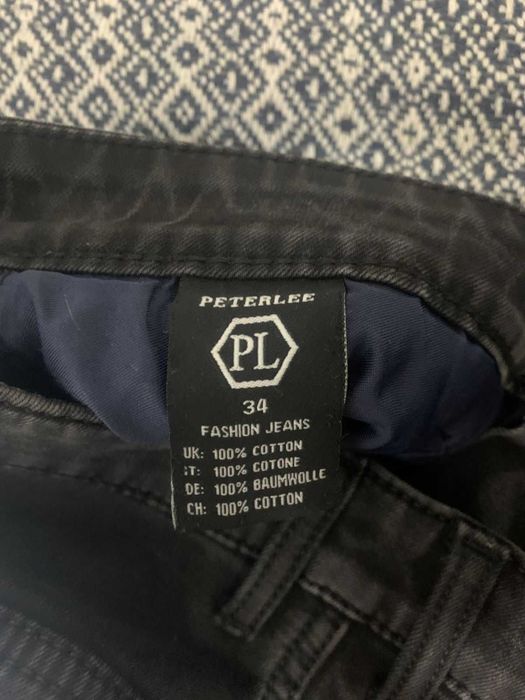 PETERLEE
PL
34
FASHION JEANS
UK: 100% COTTON
IT: 100% COTONE
DE: 100% BAUMWOLLE
CH: 100% COTTON